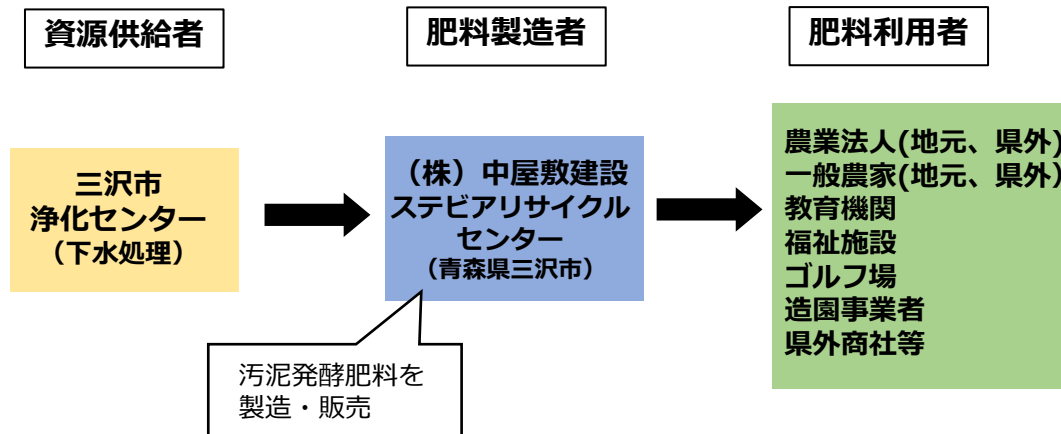 資源供給者
肥料製造者
肥料利用者
三沢市
浄化センター
（下水処理）
（株）中屋敷建設
ステビアリサイクル
センター
（青森県三沢市）
農業法人(地元、県外)
一般農家(地元、県外）
教育機関
福祉施設
ゴルフ場
造園事業者
県外商社等
汚泥発酵肥料を
製造・販売